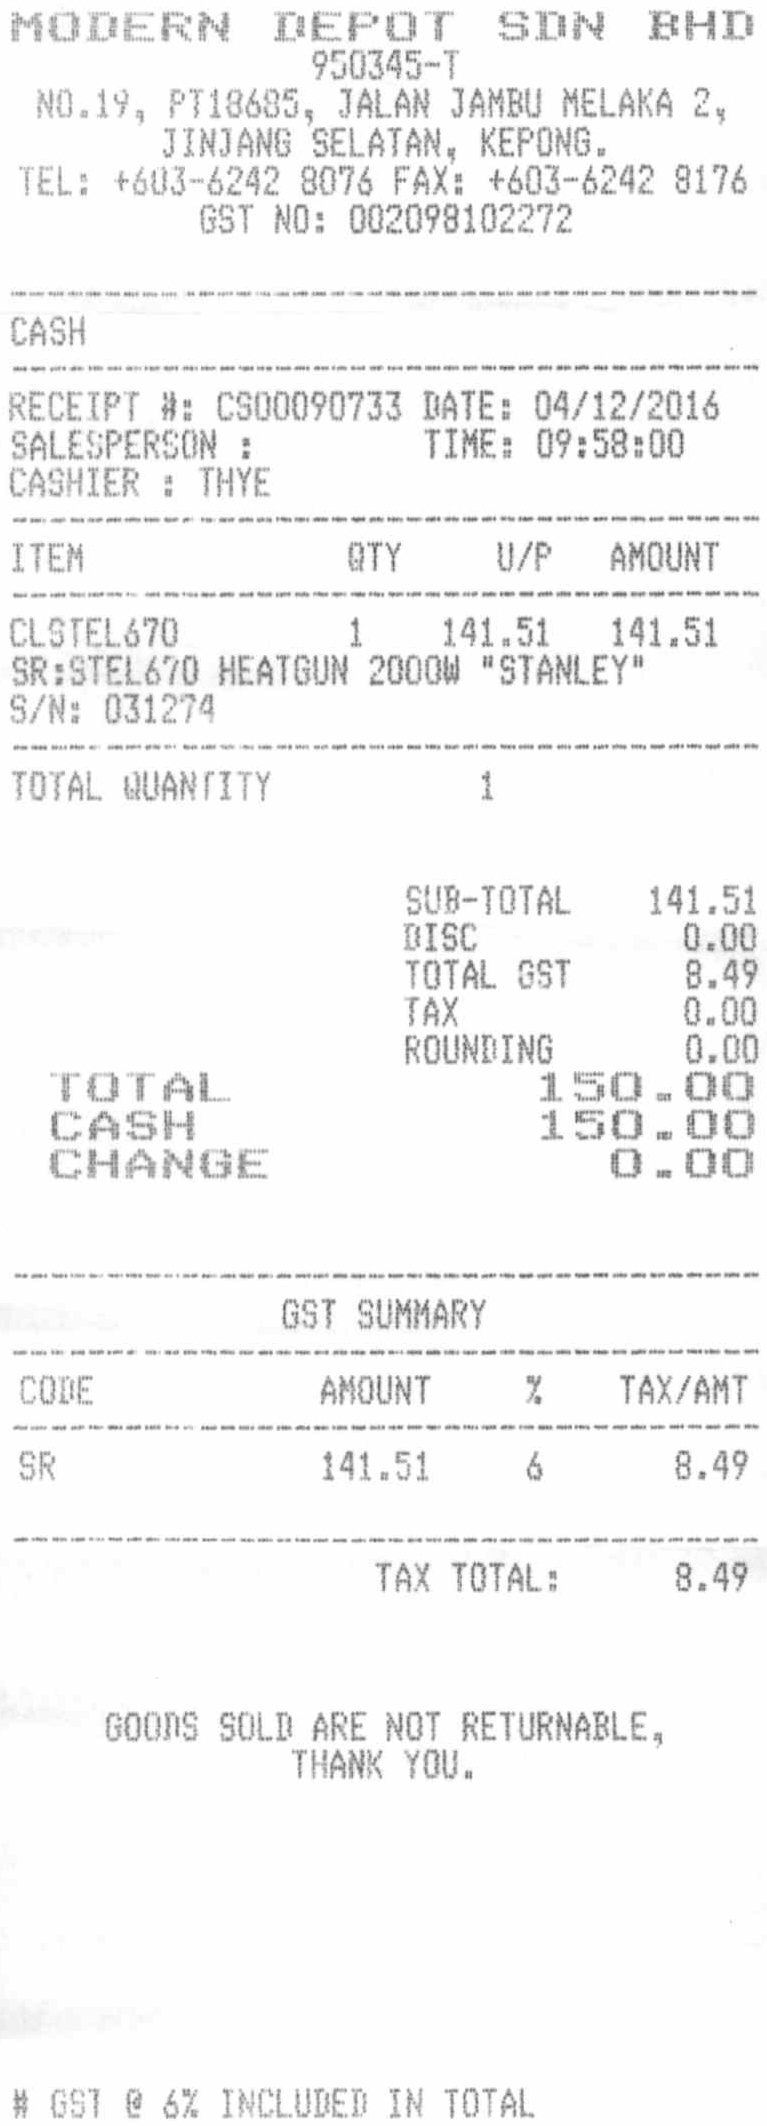 MODERN DEPOT SDN BHD
950345-T
NO.19, PT18685, JALAN JAMBU MELAKA 2,
JINJANG SELATAN, KEPONG.
TEL: +603-6242 8076 FAX: +603-6242 8176
GST NO: 002098102272
CASH
RECEIPT #: CS00090733 DATE: 04/12/2016
SALESPERSON : TIME: 09:58:00
CASHIER : THYE
ITEM QTY U/P AMOUNT
CLSTEL670 1 141.51 141.51
SR:STEL670 HEATGUN 2000W "STANLEY"
S/N: 031274
TOTAL QUANTITY 1
SUB-TOTAL 141.51
DISC 0.00
TOTAL GST 8.49
TAX 0.00
ROUNDING 0.00
TOTAL 150.00
CASH 150.00
CHANGE 0.00
GST SUMMARY
CODE AMOUNT % TAX/AMT
SR 141.51 6 8.49
TAX TOTAL: 8.49
GOODS SOLD ARE NOT RETURNABLE,
THANK YOU.
# GST @ 6% INCLUDED IN TOTAL